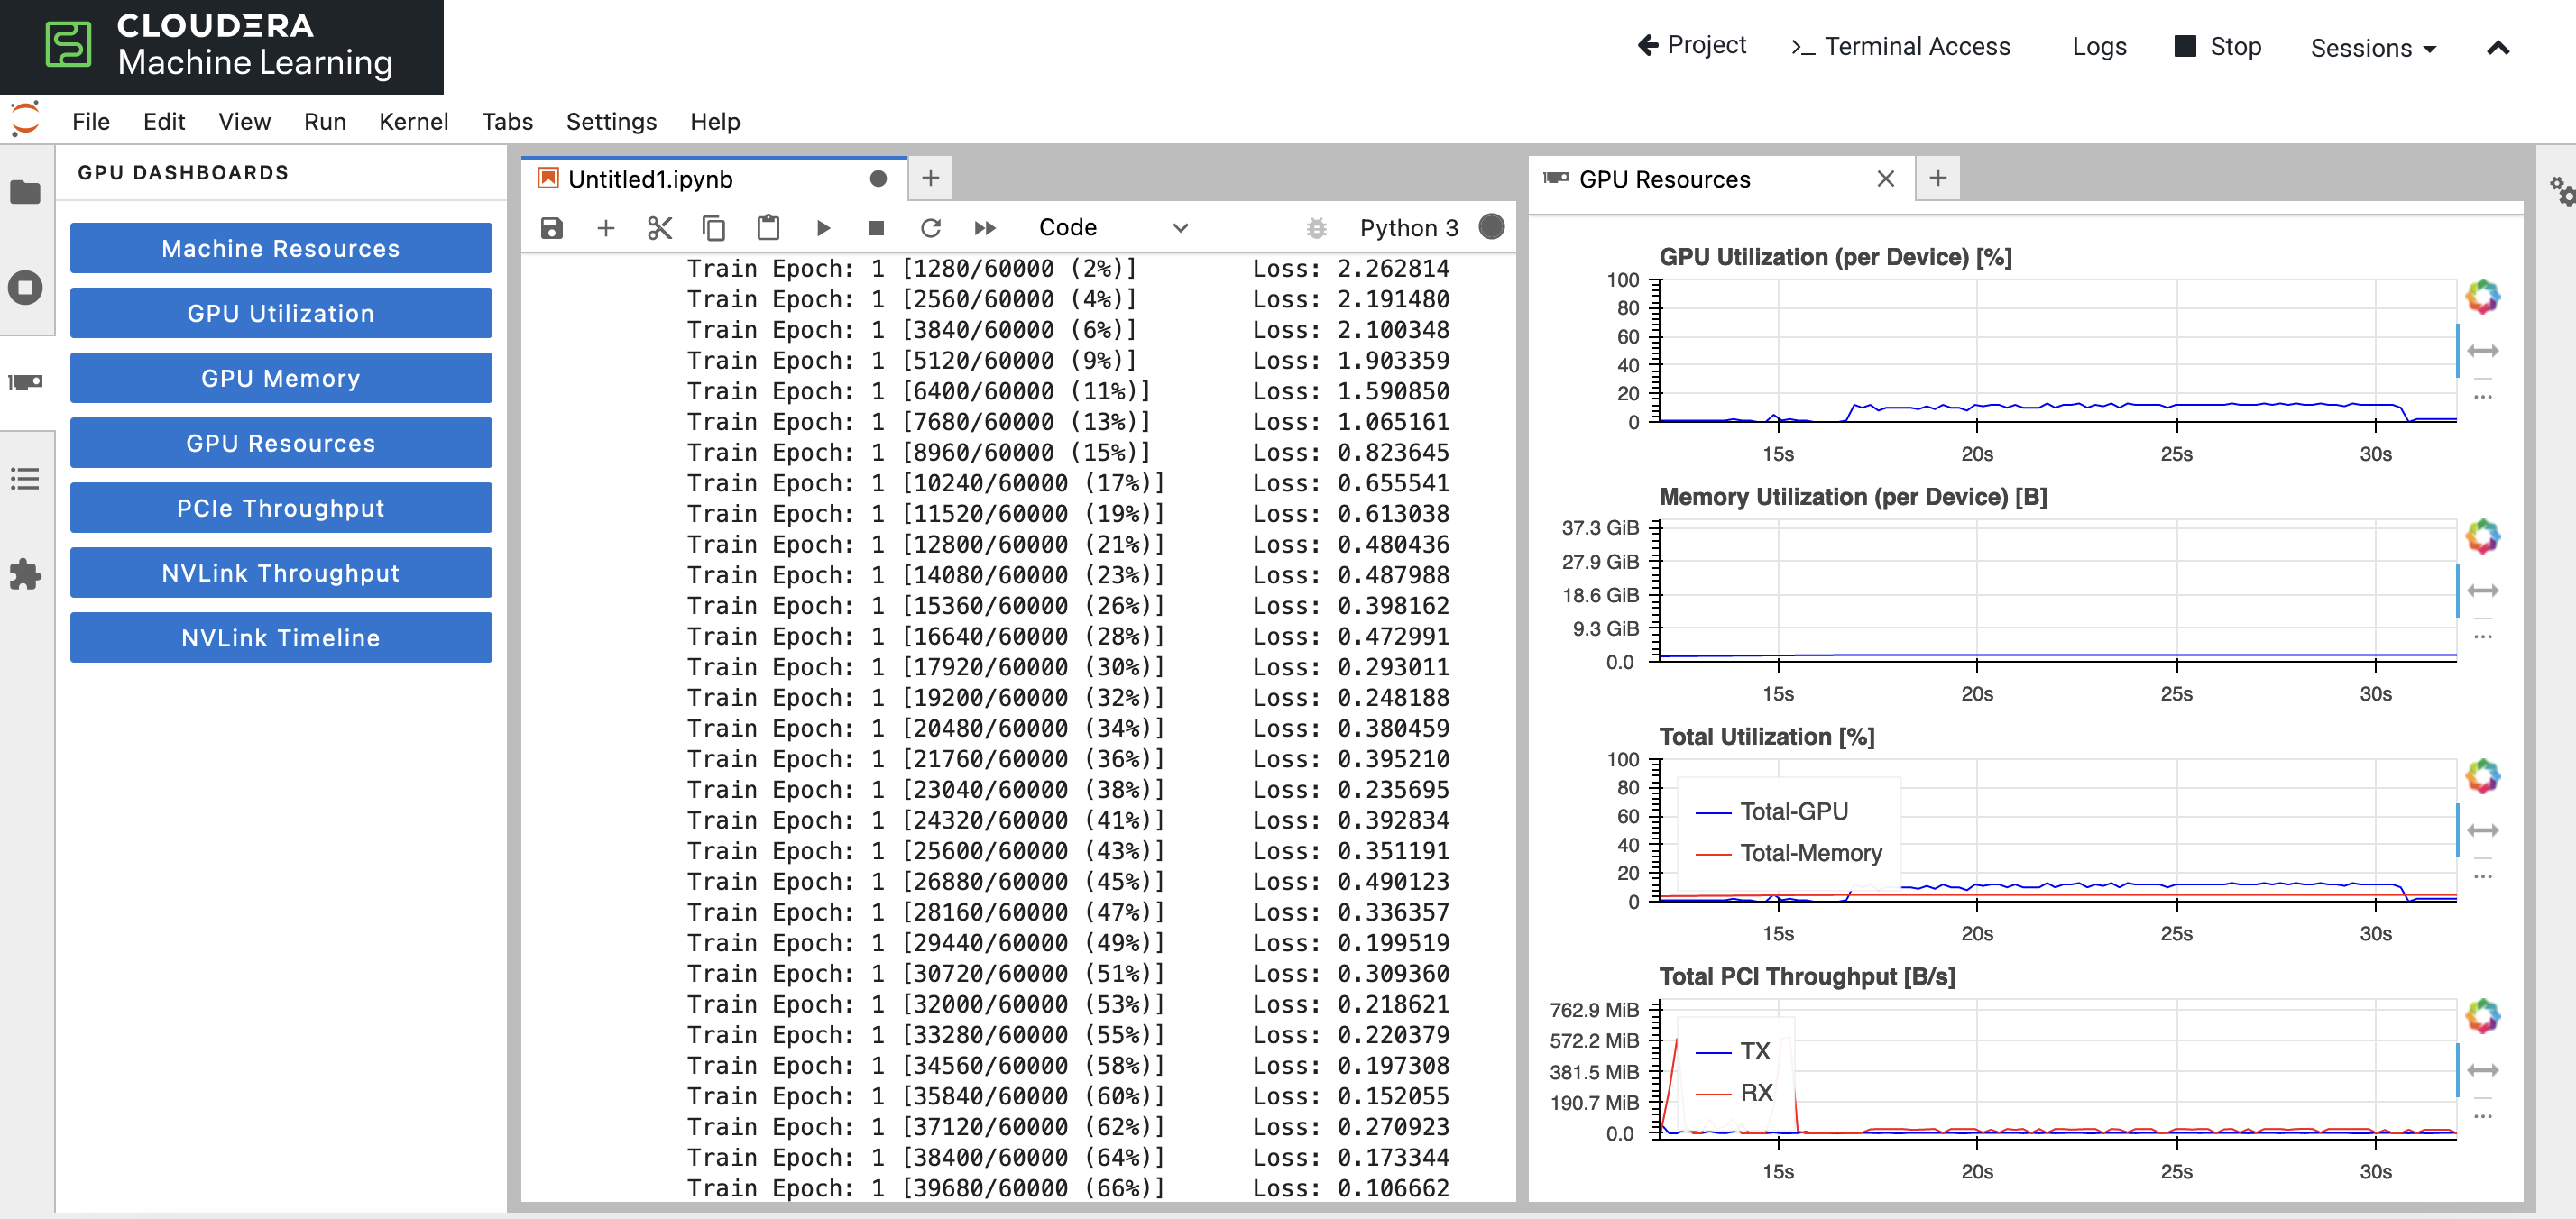 CLOUDERA
Machine Learning
Project
Terminal Access
Logs
Stop
Sessions
File Edit View Run Kernel Tabs Settings Help
GPU DASHBOARDS
Machine Resources
GPU Utilization
GPU Memory
GPU Resources
PCIe Throughput
NVLink Throughput
NVLink Timeline
Untitled1.ipynb
Code
Python 3
Train Epoch: 1 [1280/60000 (2%)] Loss: 2.262814
Train Epoch: 1 [2560/60000 (4%)] Loss: 2.191480
Train Epoch: 1 [3840/60000 (6%)] Loss: 2.100348
Train Epoch: 1 [5120/60000 (9%)] Loss: 1.903359
Train Epoch: 1 [6400/60000 (11%)] Loss: 1.590850
Train Epoch: 1 [7680/60000 (13%)] Loss: 1.065161
Train Epoch: 1 [8960/60000 (15%)] Loss: 0.823645
Train Epoch: 1 [10240/60000 (17%)] Loss: 0.655541
Train Epoch: 1 [11520/60000 (19%)] Loss: 0.613038
Train Epoch: 1 [12800/60000 (21%)] Loss: 0.480436
Train Epoch: 1 [14080/60000 (23%)] Loss: 0.487988
Train Epoch: 1 [15360/60000 (26%)] Loss: 0.398162
Train Epoch: 1 [16640/60000 (28%)] Loss: 0.472991
Train Epoch: 1 [17920/60000 (30%)] Loss: 0.293011
Train Epoch: 1 [19200/60000 (32%)] Loss: 0.248188
Train Epoch: 1 [20480/60000 (34%)] Loss: 0.380459
Train Epoch: 1 [21760/60000 (36%)] Loss: 0.395210
Train Epoch: 1 [23040/60000 (38%)] Loss: 0.235695
Train Epoch: 1 [24320/60000 (41%)] Loss: 0.392834
Train Epoch: 1 [25600/60000 (43%)] Loss: 0.351191
Train Epoch: 1 [26880/60000 (45%)] Loss: 0.490123
Train Epoch: 1 [28160/60000 (47%)] Loss: 0.336357
Train Epoch: 1 [29440/60000 (49%)] Loss: 0.199519
Train Epoch: 1 [30720/60000 (51%)] Loss: 0.309360
Train Epoch: 1 [32000/60000 (53%)] Loss: 0.218621
Train Epoch: 1 [33280/60000 (55%)] Loss: 0.220379
Train Epoch: 1 [34560/60000 (58%)] Loss: 0.197308
Train Epoch: 1 [35840/60000 (60%)] Loss: 0.152055
Train Epoch: 1 [37120/60000 (62%)] Loss: 0.270923
Train Epoch: 1 [38400/60000 (64%)] Loss: 0.173344
Train Epoch: 1 [39680/60000 (66%)] Loss: 0.106662
GPU Resources
GPU Utilization (per Device) [%]
100
80
60
40
20
0
15s 20s 25s 30s
Memory Utilization (per Device) [B]
37.3 GiB
27.9 GiB
18.6 GiB
9.3 GiB
0.0
15s 20s 25s 30s
Total Utilization [%]
100
80
60
40
20
0
Total-GPU
Total-Memory
15s 20s 25s 30s
Total PCI Throughput [B/s]
762.9 MiB
572.2 MiB
381.5 MiB
190.7 MiB
0.0
TX
RX
15s 20s 25s 30s